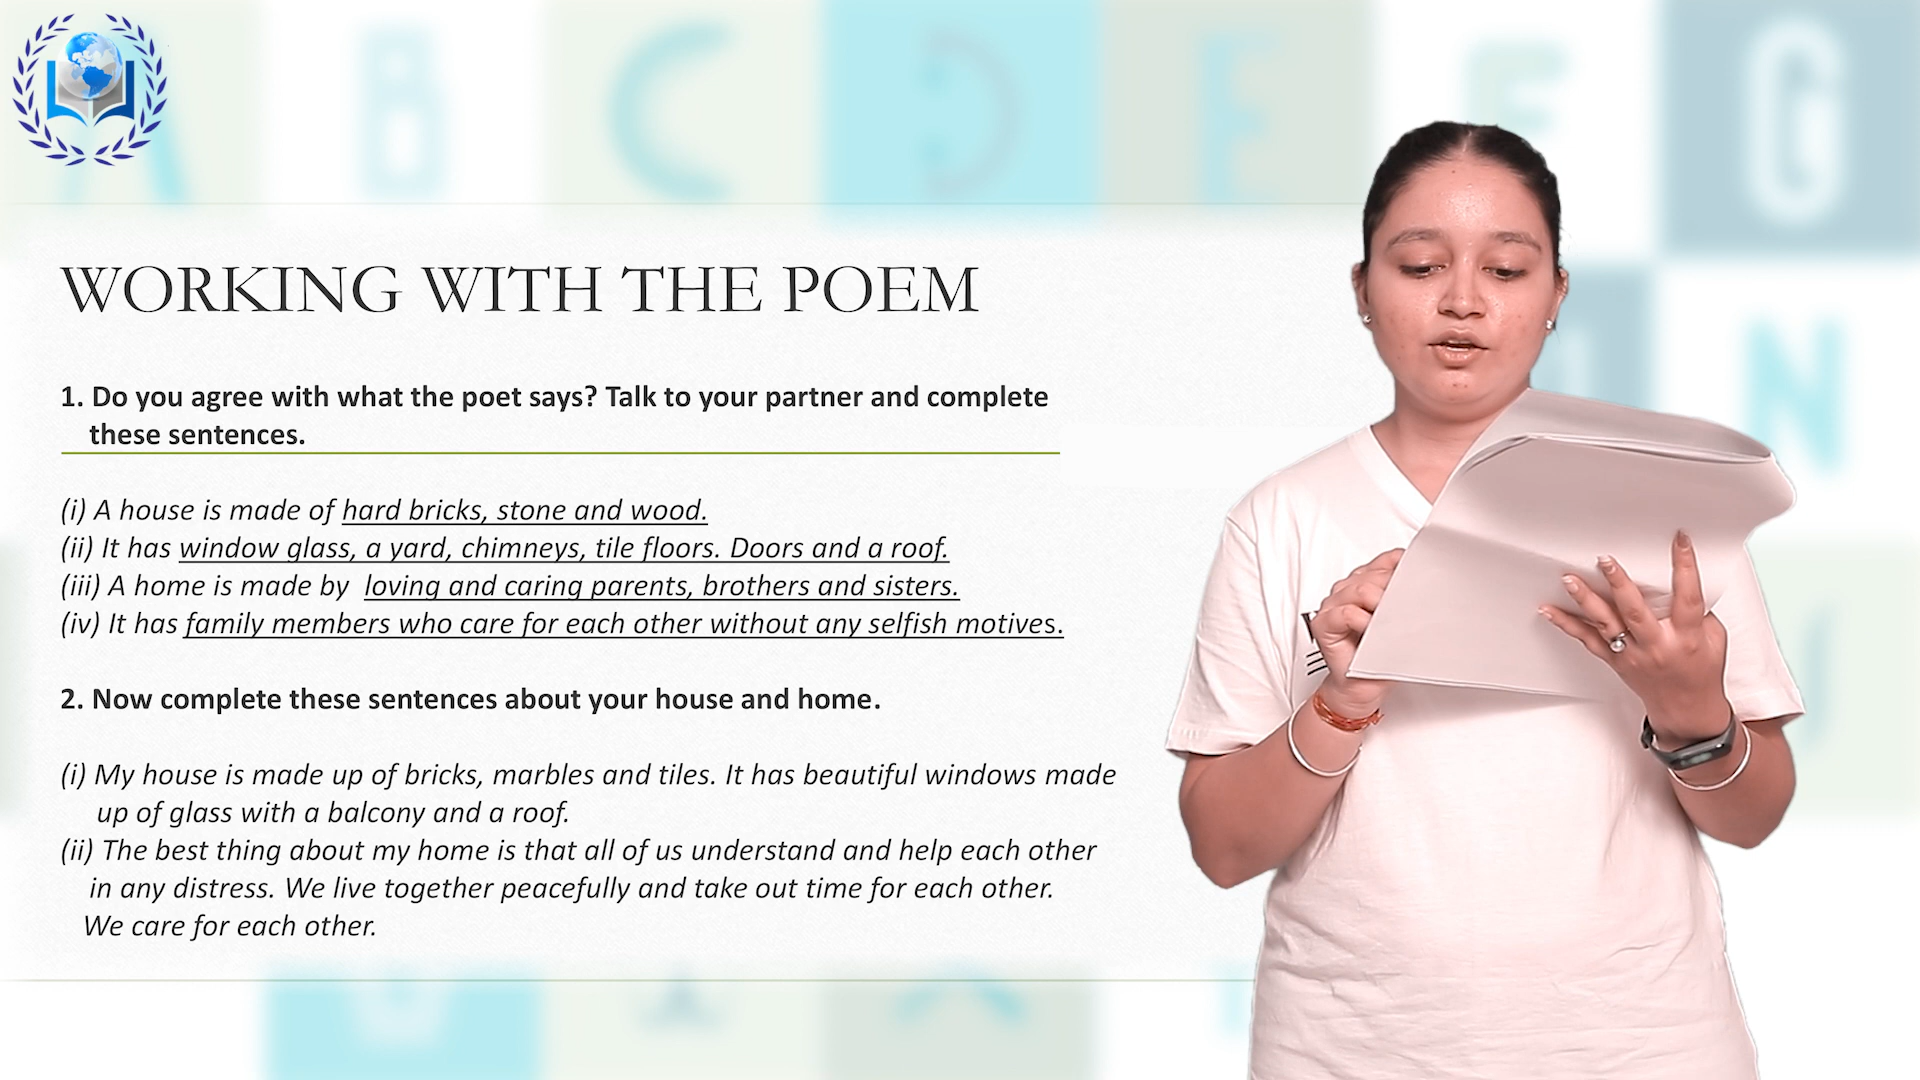 A B C D E F G
N
WORKING WITH THE POEM
1. Do you agree with what the poet says? Talk to your partner and complete
these sentences.
(i) A house is made of hard bricks, stone and wood.
(ii) It has window glass, a yard, chimneys, tile floors. Doors and a roof.
(iii) A home is made by loving and caring parents, brothers and sisters.
(iv) It has family members who care for each other without any selfish motives.
2. Now complete these sentences about your house and home.
(i) My house is made up of bricks, marbles and tiles. It has beautiful windows made
up of glass with a balcony and a roof.
(ii) The best thing about my home is that all of us understand and help each other
in any distress. We live together peacefully and take out time for each other.
We care for each other.